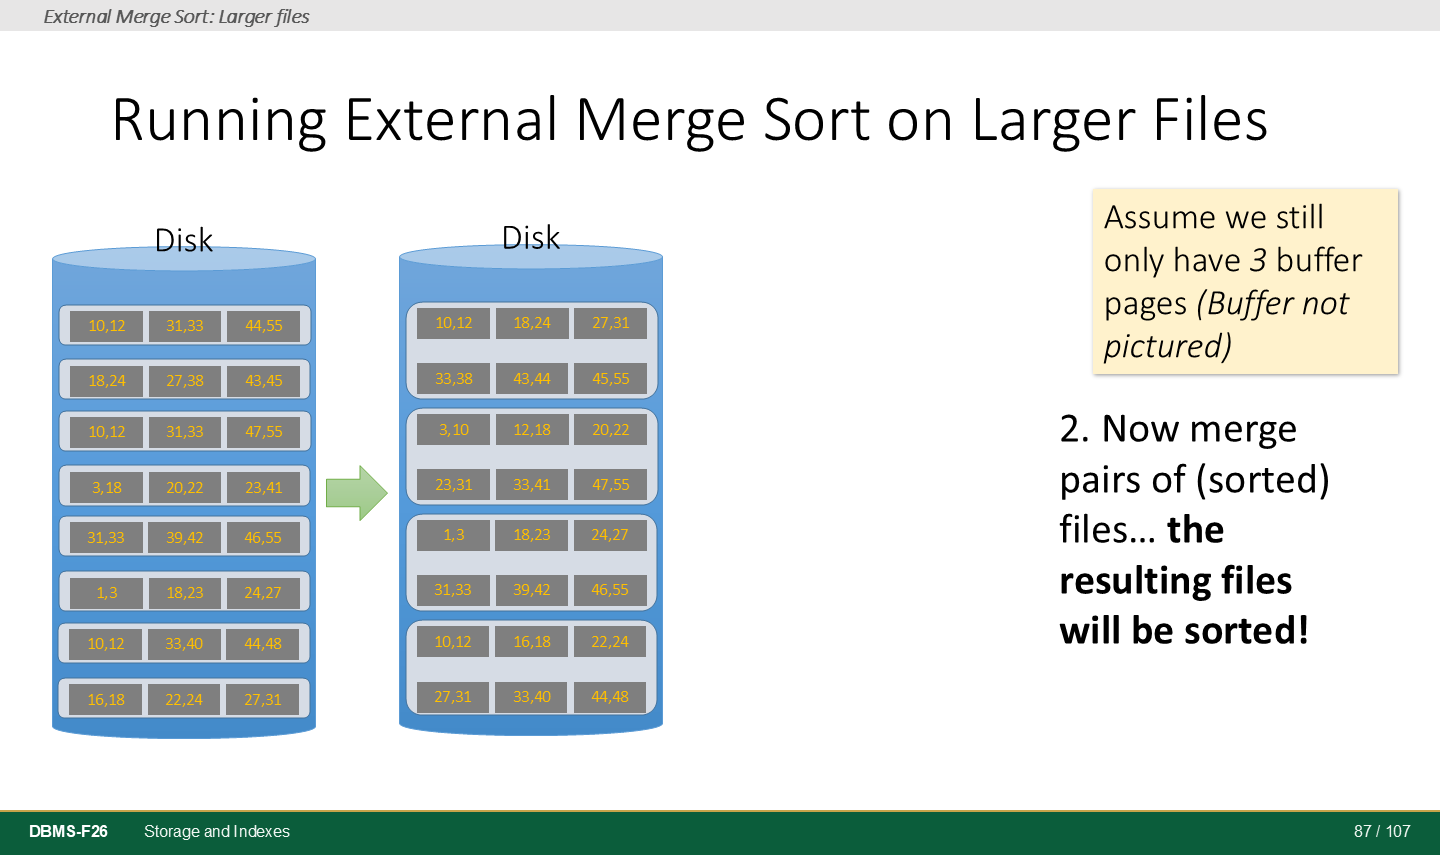 External Merge Sort: Larger files
Running External Merge Sort on Larger Files
Disk
10,12 31,33 44,55
18,24 27,38 43,45
10,12 31,33 47,55
3,18 20,22 23,41
31,33 39,42 46,55
1,3 18,23 24,27
10,12 33,40 44,48
16,18 22,24 27,31
Disk
10,12 18,24 27,31
33,38 43,44 45,55
3,10 12,18 20,22
23,31 33,41 47,55
1,3 18,23 24,27
31,33 39,42 46,55
10,12 16,18 22,24
27,31 33,40 44,48
Assume we still
only have 3 buffer
pages (Buffer not
pictured)
2. Now merge
pairs of (sorted)
files... the
resulting files
will be sorted!
DBMS-F26 Storage and Indexes 87 / 107